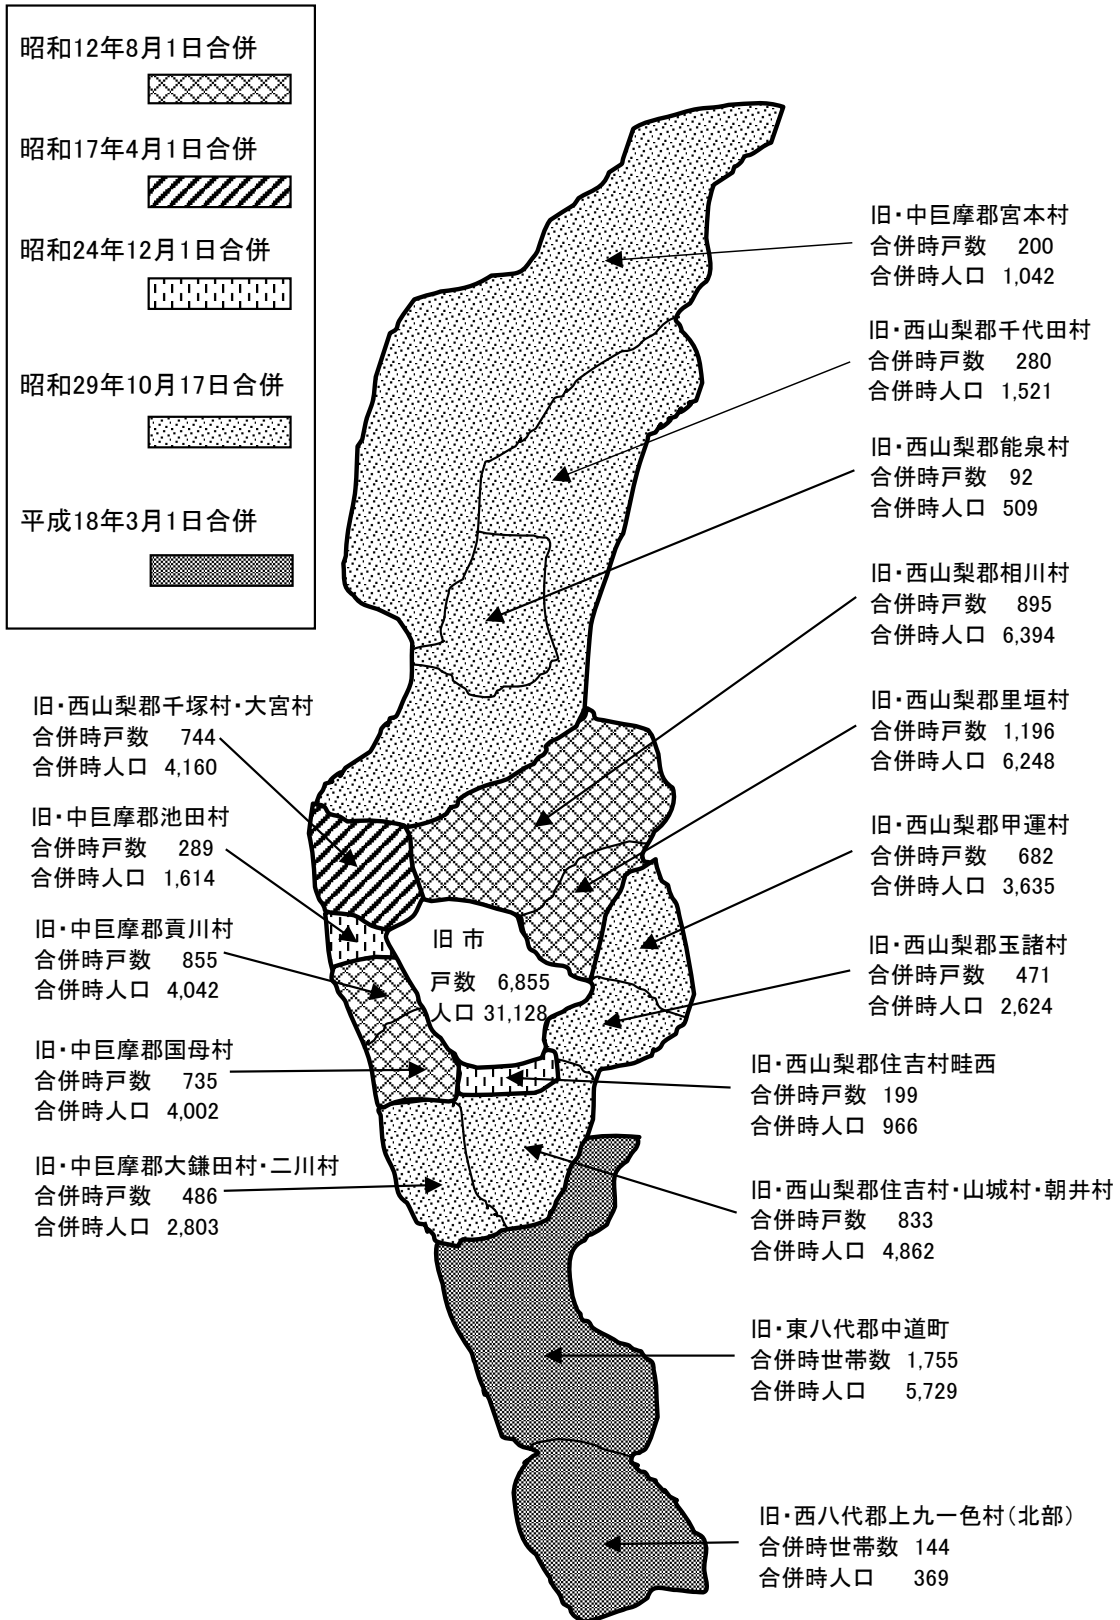 昭和12年8月1日合併
昭和17年4月1日合併
昭和24年12月1日合併
昭和29年10月17日合併
平成18年3月1日合併
旧・中巨摩郡宮本村
合併時戸数 200
合併時人口 1,042
旧・西山梨郡千代田村
合併時戸数 280
合併時人口 1,521
旧・西山梨郡能泉村
合併時戸数 92
合併時人口 509
旧・西山梨郡相川村
合併時戸数 895
合併時人口 6,394
旧・西山梨郡里垣村
合併時戸数 1,196
合併時人口 6,248
旧・西山梨郡甲運村
合併時戸数 682
合併時人口 3,635
旧・西山梨郡玉諸村
合併時戸数 471
合併時人口 2,624
旧・西山梨郡住吉村畦西
合併時戸数 199
合併時人口 966
旧・西山梨郡住吉村・山城村・朝井村
合併時戸数 833
合併時人口 4,862
旧・東八代郡中道町
合併時世帯数 1,755
合併時人口 5,729
旧・西八代郡上九一色村(北部)
合併時世帯数 144
合併時人口 369
旧・西山梨郡千塚村・大宮村
合併時戸数 744
合併時人口 4,160
旧・中巨摩郡池田村
合併時戸数 289
合併時人口 1,614
旧・中巨摩郡貢川村
合併時戸数 855
合併時人口 4,042
旧・中巨摩郡国母村
合併時戸数 735
合併時人口 4,002
旧・中巨摩郡大鎌田村・二川村
合併時戸数 486
合併時人口 2,803
旧 市
戸数 6,855
人口 31,128